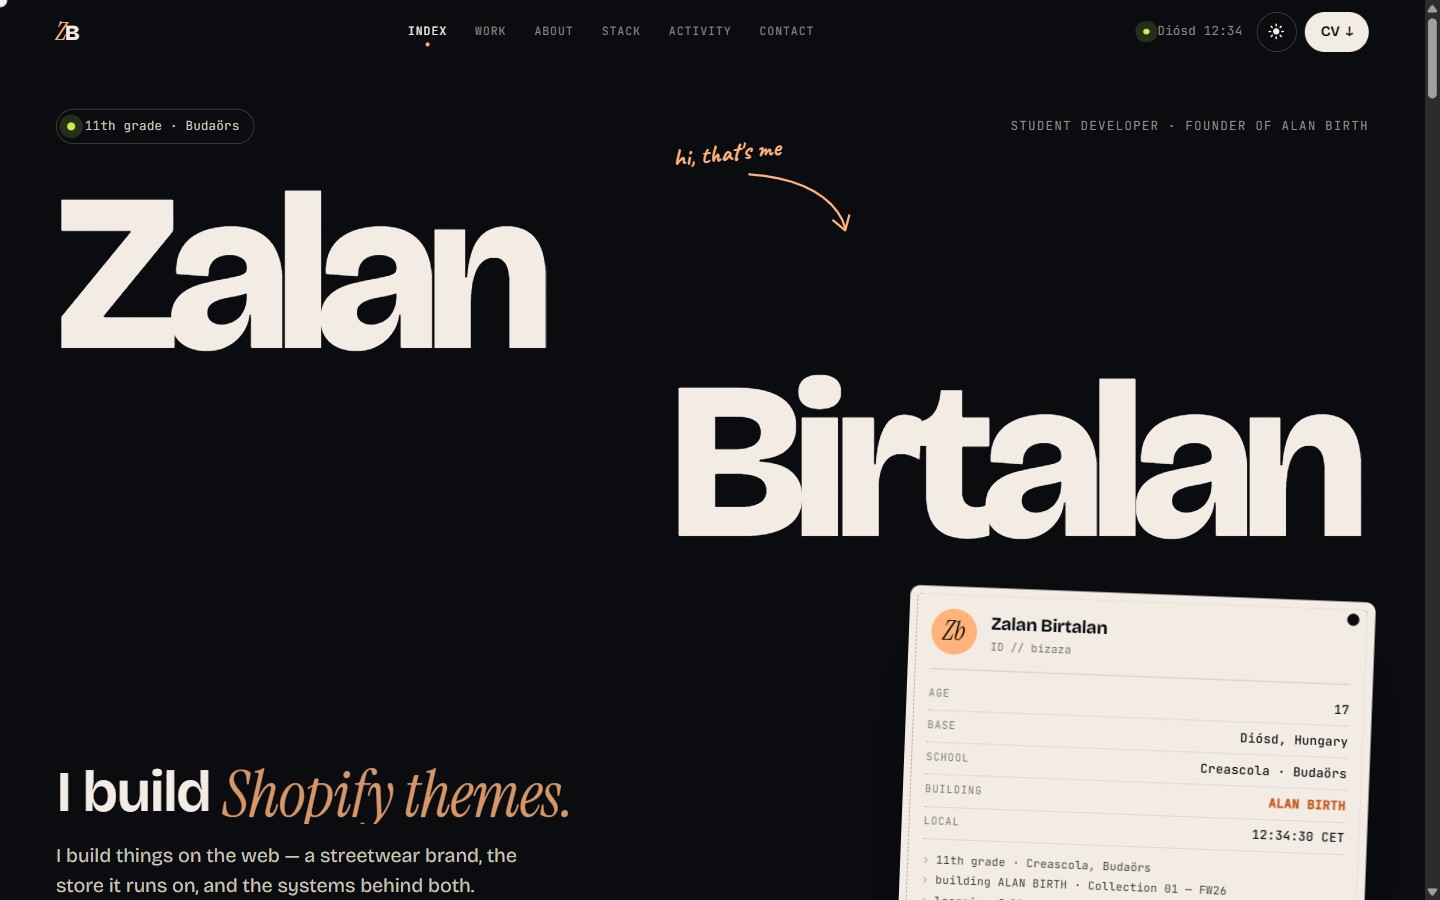 ZB
INDEX WORK ABOUT STACK ACTIVITY CONTACT
Diósd 12:34
CV ↓
11th grade · Budaörs
STUDENT DEVELOPER · FOUNDER OF ALAN BIRTH
hi, that's me
Zalan
Birtalan
Zb
Zalan Birtalan
ID // bizaza
AGE 17
BASE Diósd, Hungary
SCHOOL Creascola · Budaörs
BUILDING ALAN BIRTH
LOCAL 12:34:30 CET
› 11th grade · Creascola, Budaörs
› building ALAN BIRTH · Collection 01 — FW26
I build Shopify themes.
I build things on the web — a streetwear brand, the
store it runs on, and the systems behind both.